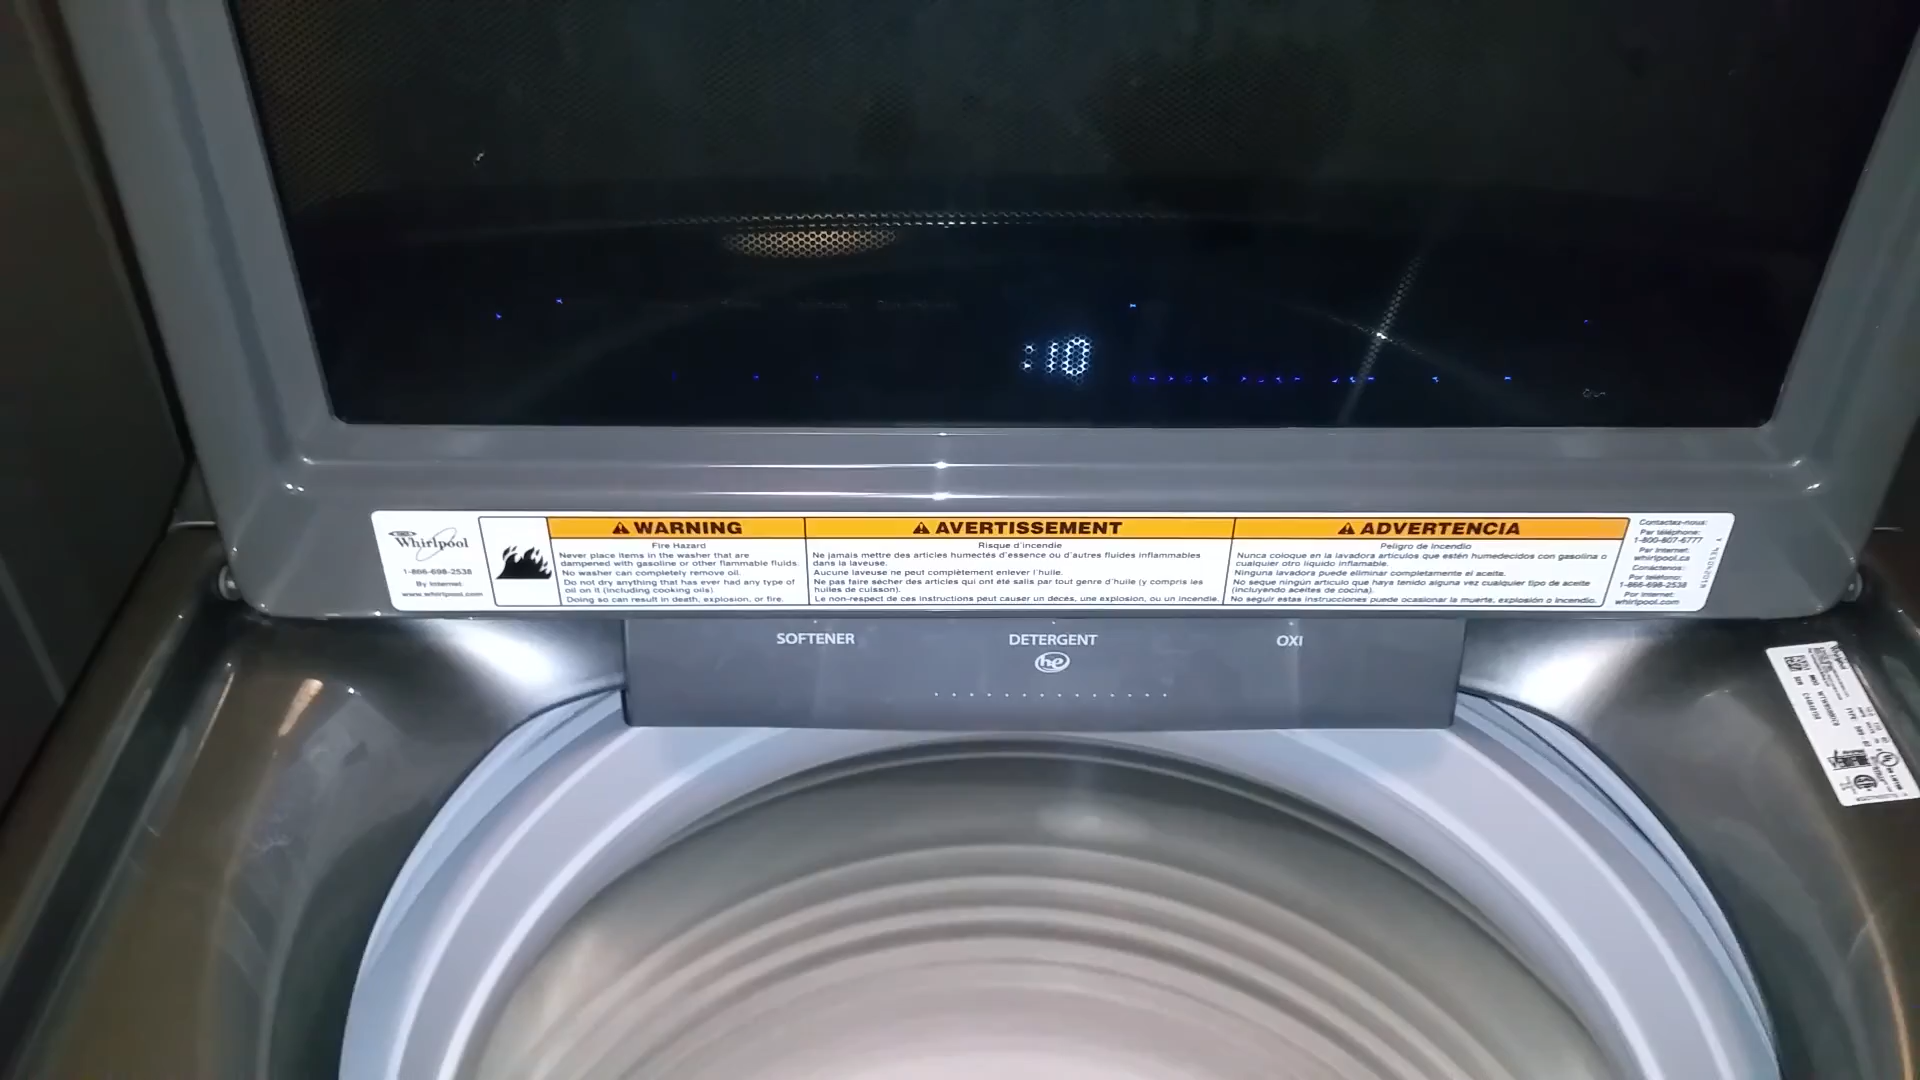 :10
Whirlpool
1-866-698-2538
By Internet:
www.whirlpool.com
WARNING
Fire Hazard
Never place items in the washer that are
dampened with gasoline or other flammable fluids.
No washer can completely remove oil.
Do not dry anything that has ever had any type of
oil on it (including cooking oils).
Doing so can result in death, explosion, or fire.
AVERTISSEMENT
Risque d'incendie
Ne jamais mettre des articles humectés d'essence ou d'autres fluides inflammables
dans la laveuse.
Aucune laveuse ne peut complètement enlever l'huile.
Ne pas faire sécher des articles qui ont été salis par tout genre d'huile (y compris les
huiles de cuisson).
Le non-respect de ces instructions peut causer un décès, une explosion, ou un incendie.
ADVERTENCIA
Peligro de Incendio
Nunca coloque en la lavadora artículos que estén humedecidos con gasolina o
cualquier otro líquido inflamable.
Ninguna lavadora puede eliminar completamente el aceite.
No seque ningún artículo que haya tenido alguna vez cualquier tipo de aceite
(incluyendo aceites de cocina).
No seguir estas instrucciones puede ocasionar la muerte, explosión o incendio.
Contactez-nous:
Par téléphone:
1-800-807-6777
Par Internet:
whirlpool.ca
Contáctenos:
Por teléfono:
1-866-698-2538
Por Internet:
whirlpool.com
SOFTENER
DETERGENT
OXI
he